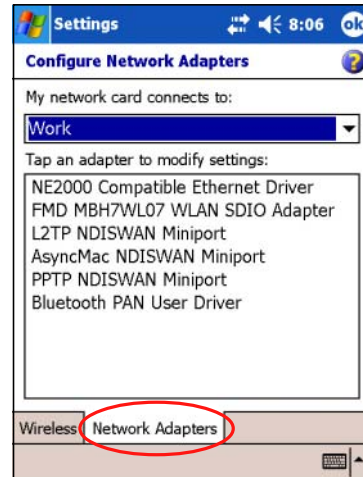 Settings 8:06 ok
Configure Network Adapters ?
My network card connects to:
Work
Tap an adapter to modify settings:
NE2000 Compatible Ethernet Driver
FMD MBH7WL07 WLAN SDIO Adapter
L2TP NDISWAN Miniport
AsyncMac NDISWAN Miniport
PPTP NDISWAN Miniport
Bluetooth PAN User Driver
Wireless Network Adapters